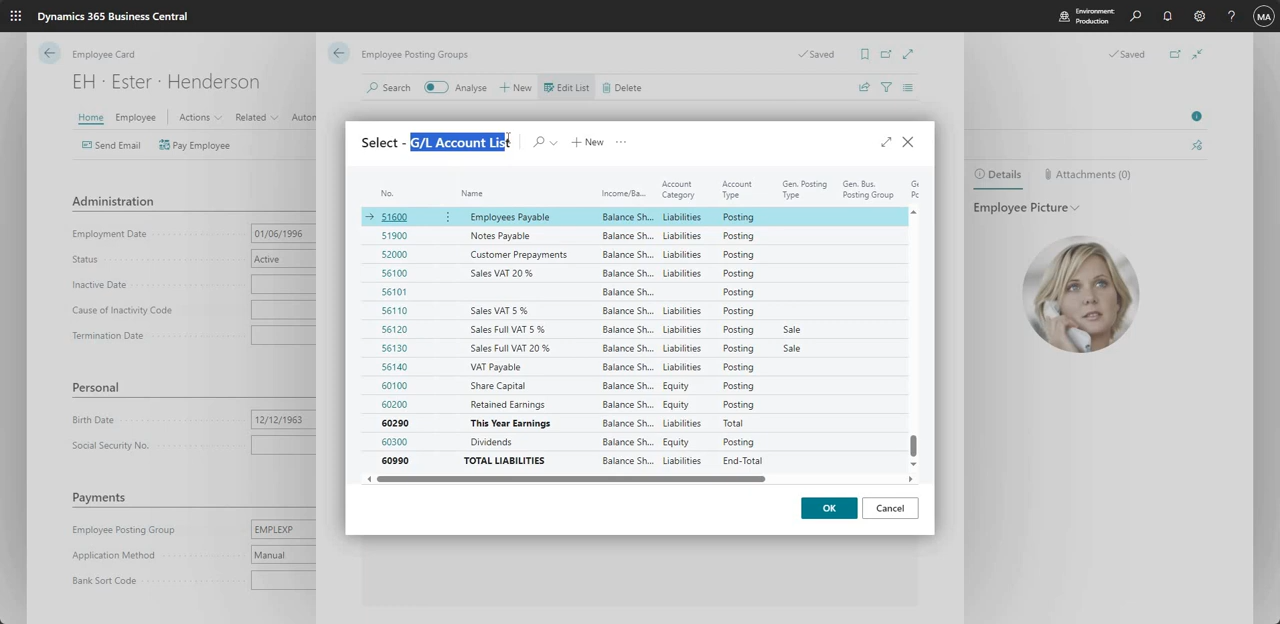 Dynamics 365 Business Central
Environment:
Production
MA
Employee Card
EH · Ester · Henderson
Home Employee Actions Related Autom
Send Email Pay Employee
Administration
Employment Date 01/06/1996
Status Active
Inactive Date
Cause of Inactivity Code
Termination Date
Personal
Birth Date 12/12/1963
Social Security No.
Payments
Employee Posting Group EMPLEXP
Application Method Manual
Bank Sort Code
Employee Posting Groups
Saved
Search Analyse New Edit List Delete
Select - G/L Account List
New
No. Name Income/Ba... Account Category Account Type Gen. Posting Type Gen. Bus. Posting Group Ge Po
51600 Employees Payable Balance Sh... Liabilities Posting
51900 Notes Payable Balance Sh... Liabilities Posting
52000 Customer Prepayments Balance Sh... Liabilities Posting
56100 Sales VAT 20 % Balance Sh... Liabilities Posting
56101 Balance Sh... Posting
56110 Sales VAT 5 % Balance Sh... Liabilities Posting
56120 Sales Full VAT 5 % Balance Sh... Liabilities Posting Sale
56130 Sales Full VAT 20 % Balance Sh... Liabilities Posting Sale
56140 VAT Payable Balance Sh... Liabilities Posting
60100 Share Capital Balance Sh... Equity Posting
60200 Retained Earnings Balance Sh... Equity Posting
60290 This Year Earnings Balance Sh... Liabilities Total
60300 Dividends Balance Sh... Equity Posting
60990 TOTAL LIABILITIES Balance Sh... Liabilities End-Total
OK Cancel
Saved
Details Attachments (0)
Employee Picture